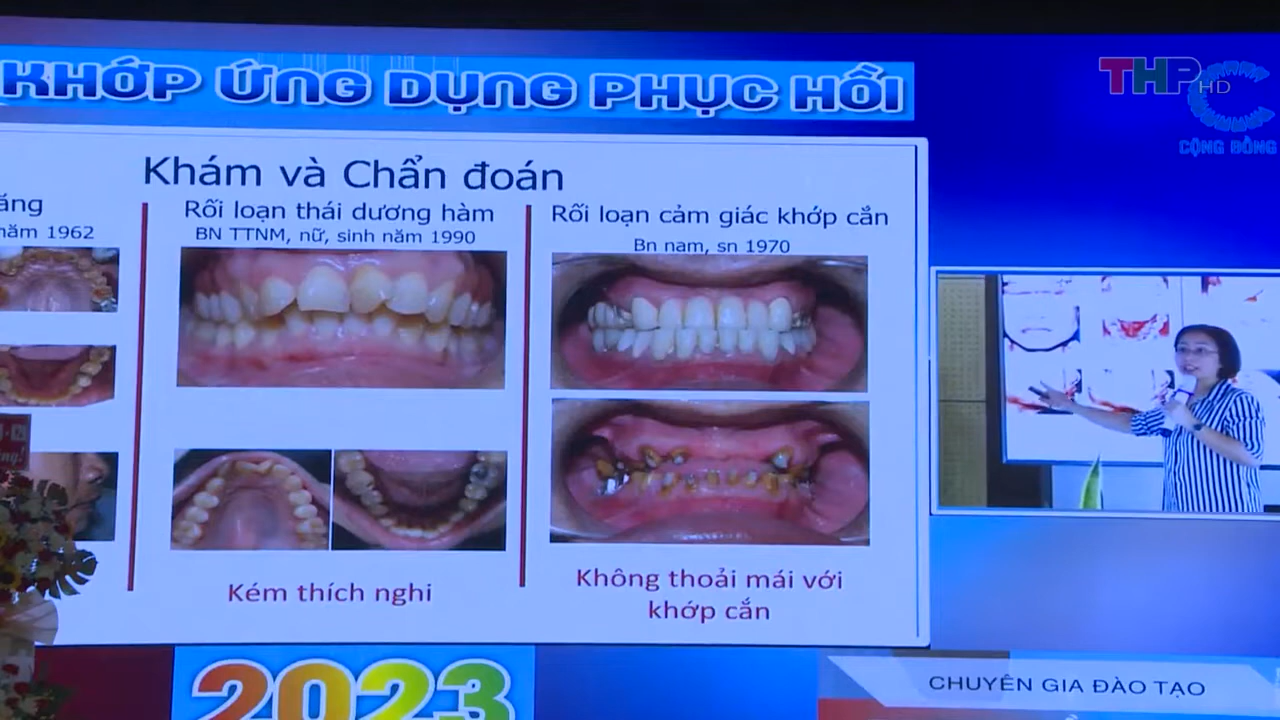 KHỚP ỨNG DỤNG PHỤC HỒI
THP HD
CỘNG ĐỒNG
Khám và Chẩn đoán
ăng
năm 1962
Rối loạn thái dương hàm
BN TTNM, nữ, sinh năm 1990
Kém thích nghi
Rối loạn cảm giác khớp cắn
Bn nam, sn 1970
Không thoải mái với
khớp cắn
2023
CHUYÊN GIA ĐÀO TẠO